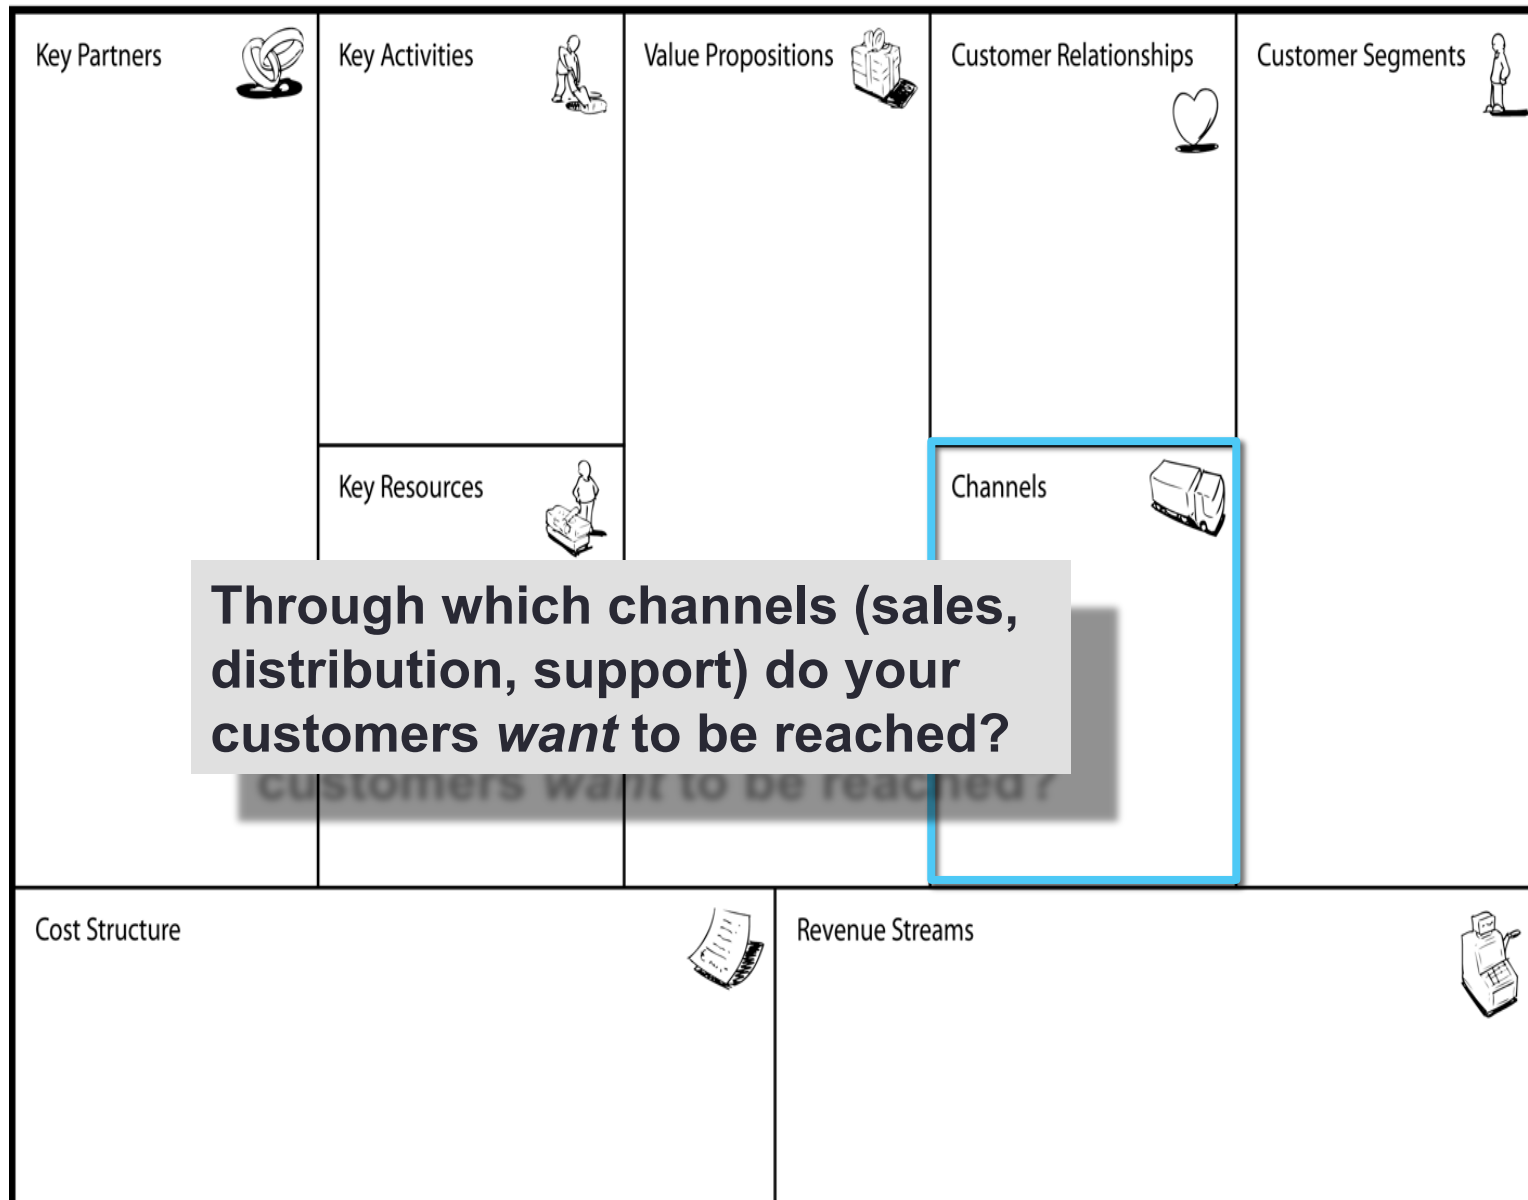 Key Partners
Key Activities
Value Propositions
Customer Relationships
Customer Segments
Key Resources
Channels
Through which channels (sales,
distribution, support) do your
customers want to be reached?
Cost Structure
Revenue Streams